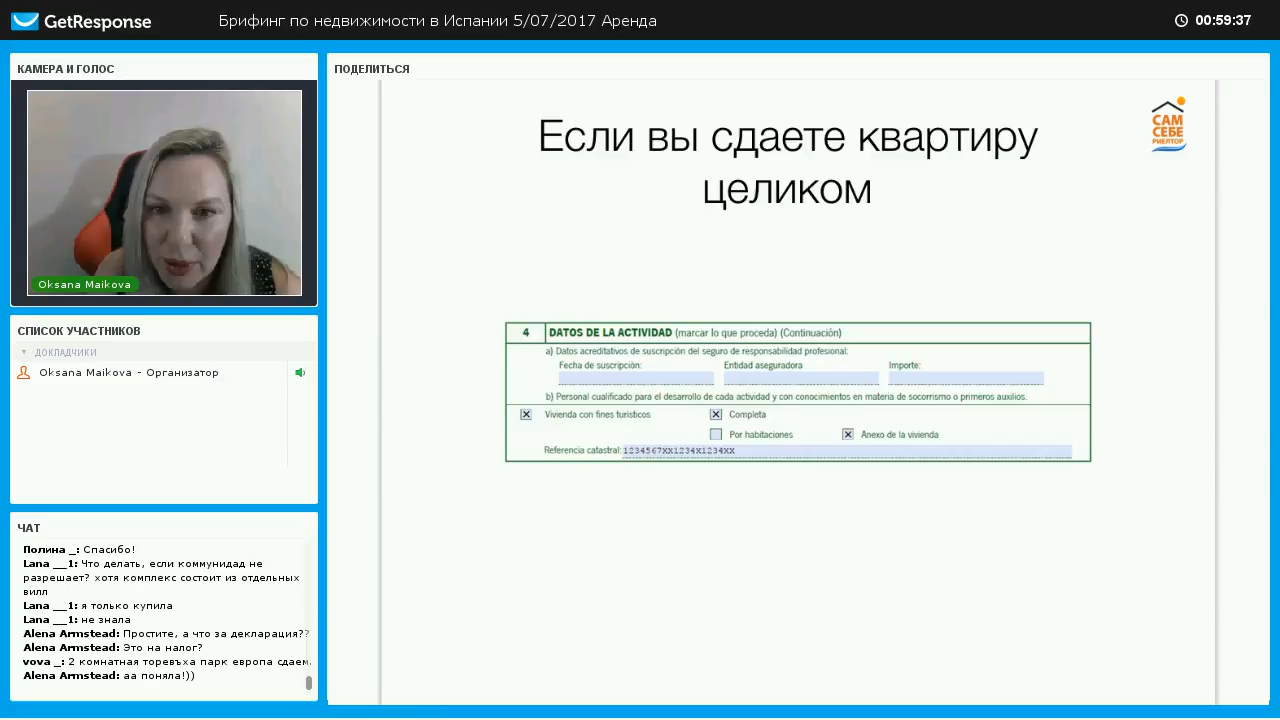 GetResponse
Брифинг по недвижимости в Испании 5/07/2017 Аренда
00:59:37
КАМЕРА И ГОЛОС
Oksana Maikova
СПИСОК УЧАСТНИКОВ
ДОКЛАДЧИКИ
Oksana Maikova - Организатор
ЧАТ
Полина _: Спасибо!
Lana __1: Что делать, если коммунидад не
разрешает? хотя комплекс состоит из отдельных
вилл
Lana __1: я только купила
Lana __1: не знала
Alena Armstead: Простите, а что за декларация??
Alena Armstead: Это на налог?
vova _: 2 комнатная торевъха парк европа сдаем.
Alena Armstead: аа поняла!))
ПОДЕЛИТЬСЯ
Если вы сдаете квартиру
целиком
САМ
СЕБЕ
РИЕЛТОР
4 DATOS DE LA ACTIVIDAD (marcar lo que proceda) (Continuación)
a) Datos acreditativos de suscripción del seguro de responsabilidad profesional:
Fecha de suscripción: Entidad aseguradora Importe:
b) Personal cualificado para el desarrollo de cada actividad y con conocimientos en materia de socorrismo o primeros auxilios.
Vivienda con fines turísticos Completa
Por habitaciones Anexo de la vivienda
Referencia catastral: 1234567XX1234X1234XX